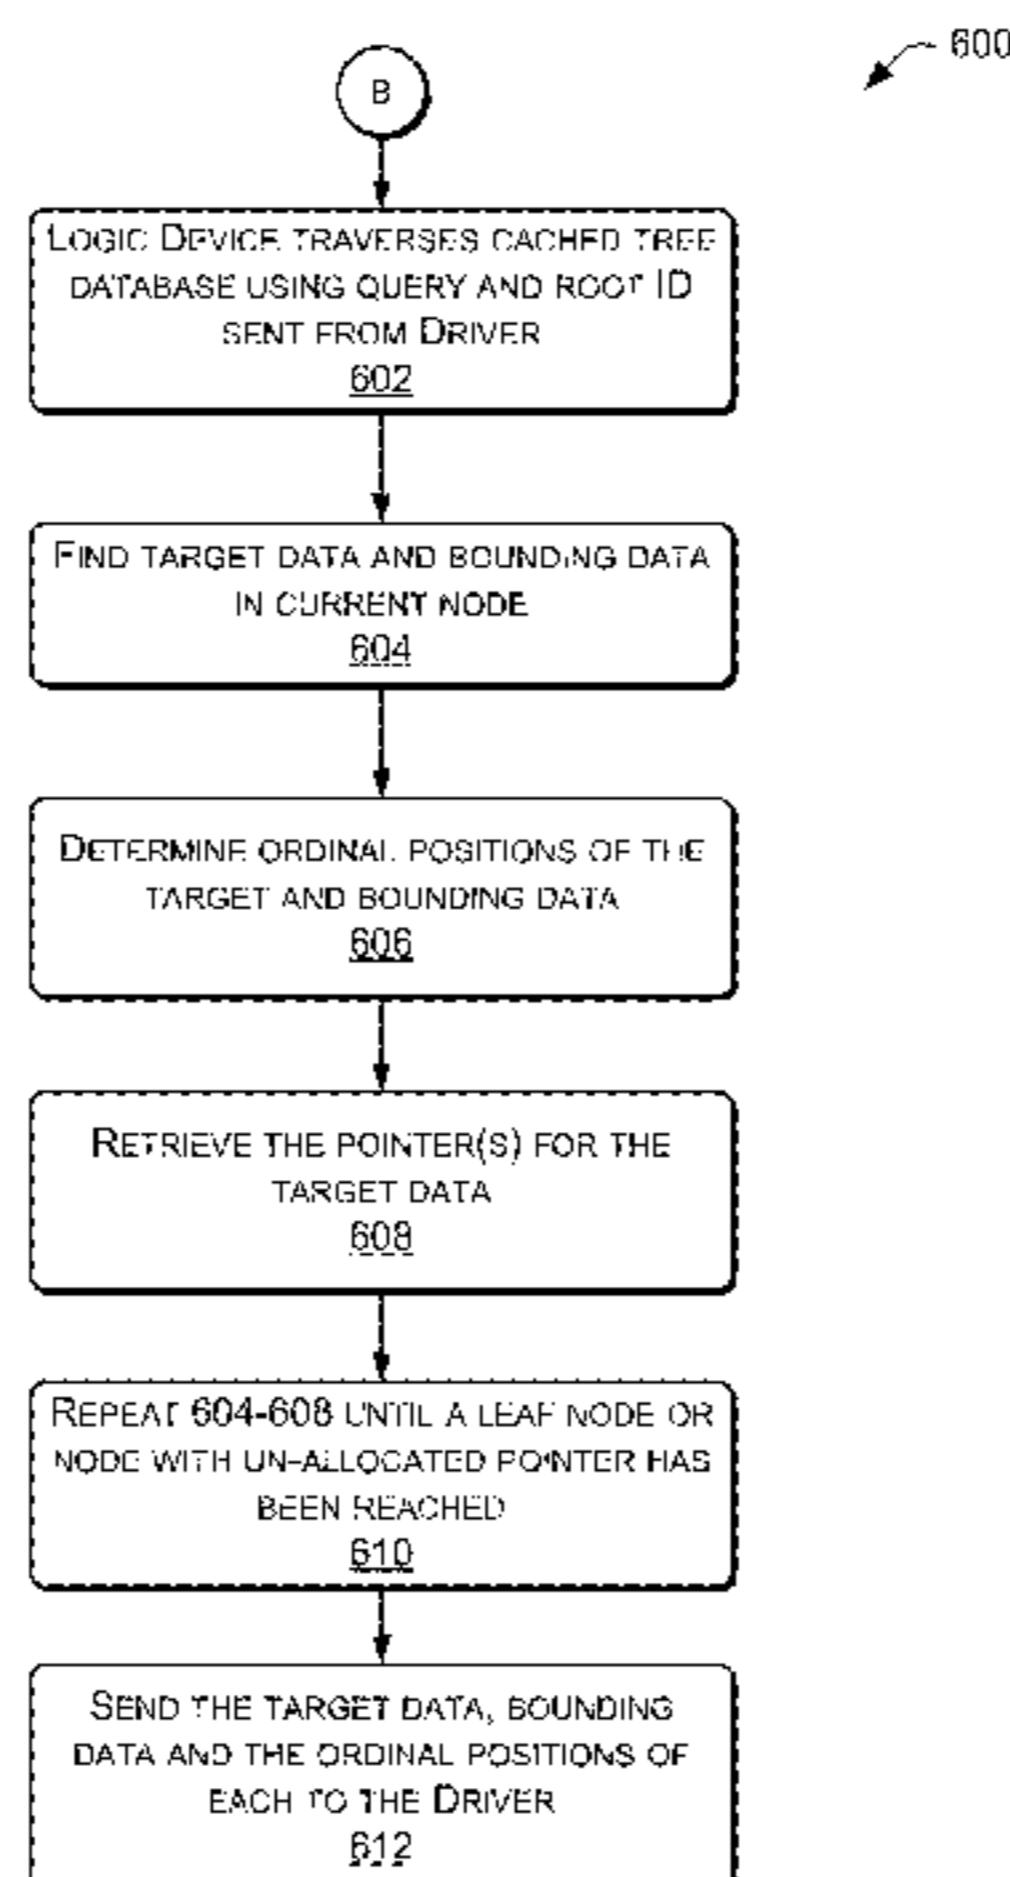 600
B
LOGIC DEVICE TRAVERSES CACHED TREE
DATABASE USING QUERY AND ROOT ID
SENT FROM DRIVER
602
FIND TARGET DATA AND BOUNDING DATA
IN CURRENT NODE
604
DETERMINE ORDINAL POSITIONS OF THE
TARGET AND BOUNDING DATA
606
RETRIEVE THE POINTER(S) FOR THE
TARGET DATA
608
REPEAT 604-608 UNTIL A LEAF NODE OR
NODE WITH UN-ALLOCATED POINTER HAS
BEEN REACHED
610
SEND THE TARGET DATA, BOUNDING
DATA AND THE ORDINAL POSITIONS OF
EACH TO THE DRIVER
612